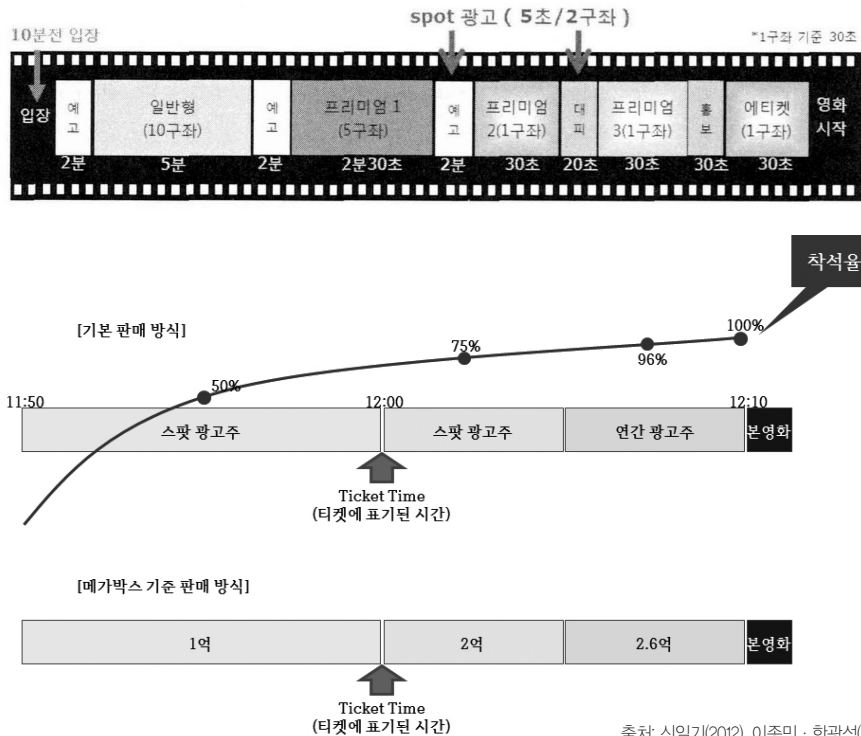 spot 광고 ( 5초/2구좌 )
10분전 입장
*1구좌 기준 30초
입장
예고
일반형
(10구좌)
예고
프리미엄 1
(5구좌)
예고
프리미엄
2(1구좌)
대피
프리미엄
3(1구좌)
홍보
에티켓
(1구좌)
영화
시작
2분
5분
2분
2분30초
2분
30초
20초
30초
30초
30초
착석율
[기본 판매 방식]
50%
75%
96%
100%
11:50
12:00
12:10
스팟 광고주
스팟 광고주
연간 광고주
본영화
Ticket Time
(티켓에 표기된 시간)
[메가박스 기준 판매 방식]
1억
2억
2.6억
본영화
Ticket Time
(티켓에 표기된 시간)